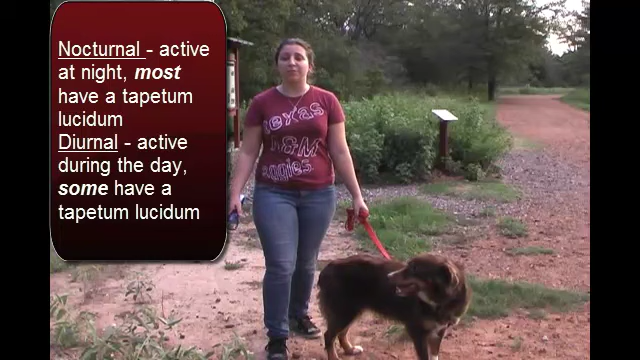 Nocturnal - active
at night, most
have a tapetum
lucidum
Diurnal - active
during the day,
some have a
tapetum lucidum
Texas
A&M
Aggies